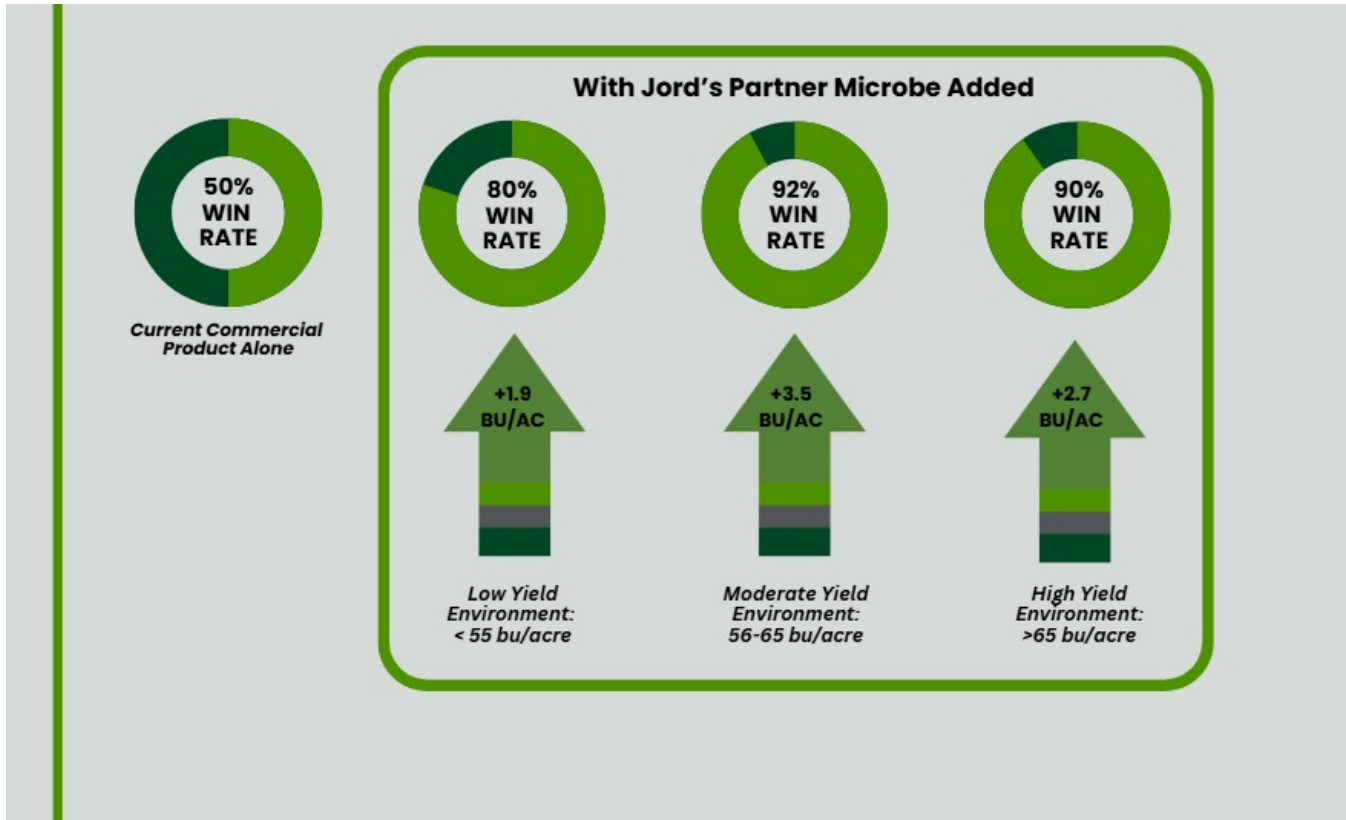 With Jord's Partner Microbe Added
50%
WIN
RATE
Current Commercial
Product Alone
80%
WIN
RATE
92%
WIN
RATE
90%
WIN
RATE
+1.9
BU/AC
+3.5
BU/AC
+2.7
BU/AC
Low Yield
Environment:
< 55 bu/acre
Moderate Yield
Environment:
56-65 bu/acre
High Yield
Environment:
>65 bu/acre